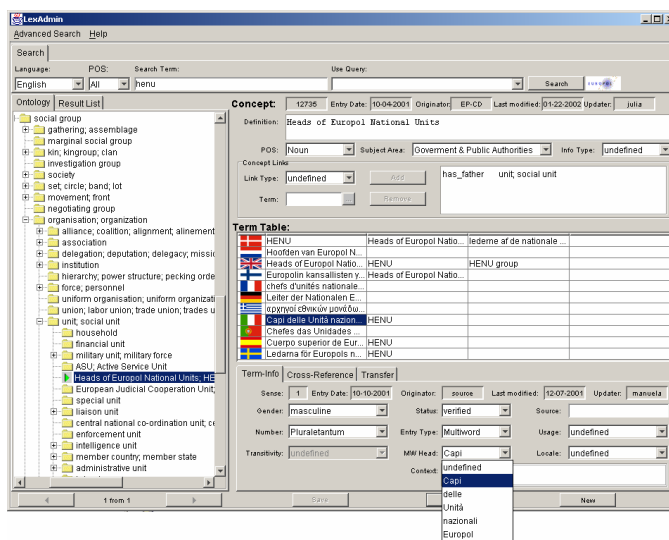 LexAdmin
Advanced Search Help
Search
Language: POS: Search Term: Use Query:
English All henu Search EUROPOL
Ontology Result List
social group
gathering; assemblage
marginal social group
kin; kingroup; clan
investigation group
society
set; circle; band; lot
movement; front
negotiating group
organisation; organization
alliance; coalition; alignment; alinement
association
delegation; deputation; delegacy; missic
institution
hierarchy; power structure; pecking orde
force; personnel
uniform organisation; uniform organizati
union; labor union; trade union; trades u
unit; social unit
household
financial unit
military unit; military force
ASU; Active Service Unit
Heads of Europol National Units; HE
European Judicial Cooperation Unit;
special unit
liaison unit
central national co-ordination unit; ce
enforcement unit
intelligence unit
member country; member state
administrative unit
1 from 1
Concept: 12735 Entry Date: 10-04-2001 Originator: EP-CD Last modified: 01-22-2002 Updater: julia
Definition: Heads of Europol National Units
POS: Noun Subject Area: Goverment & Public Authorities Info Type: undefined
Concept Links
Link Type: undefined Add has_father unit; social unit
Term: ... Remove
Term Table:
HENU Heads of Europol Natio... lederne af de nationale ...
Hoofden van Europol N...
Heads of Europol Natio... HENU HENU group
Europolin kansallisten y... Heads of Europol Natio...
chefs d'unités nationale...
Leiter der Nationalen E...
αρχηγοί εθνικών μονάδω...
Capi delle Unità nazion... HENU
Chefes das Unidades ...
Cuerpo superior de Eur... HENU
Ledarna för Europols n... HENU
Term-Info Cross-Reference Transfer
Sense: 1 Entry Date: 10-10-2001 Originator: source Last modified: 12-07-2001 Updater: manuela
Gender: masculine Status: verified Source:
Number: Pluraletantum Entry Type: Multiword Usage: undefined
Transitivity: undefined MW Head: Capi Locale: undefined
Context:
undefined
Capi
delle
Unità
nazionali
Europol
Save New